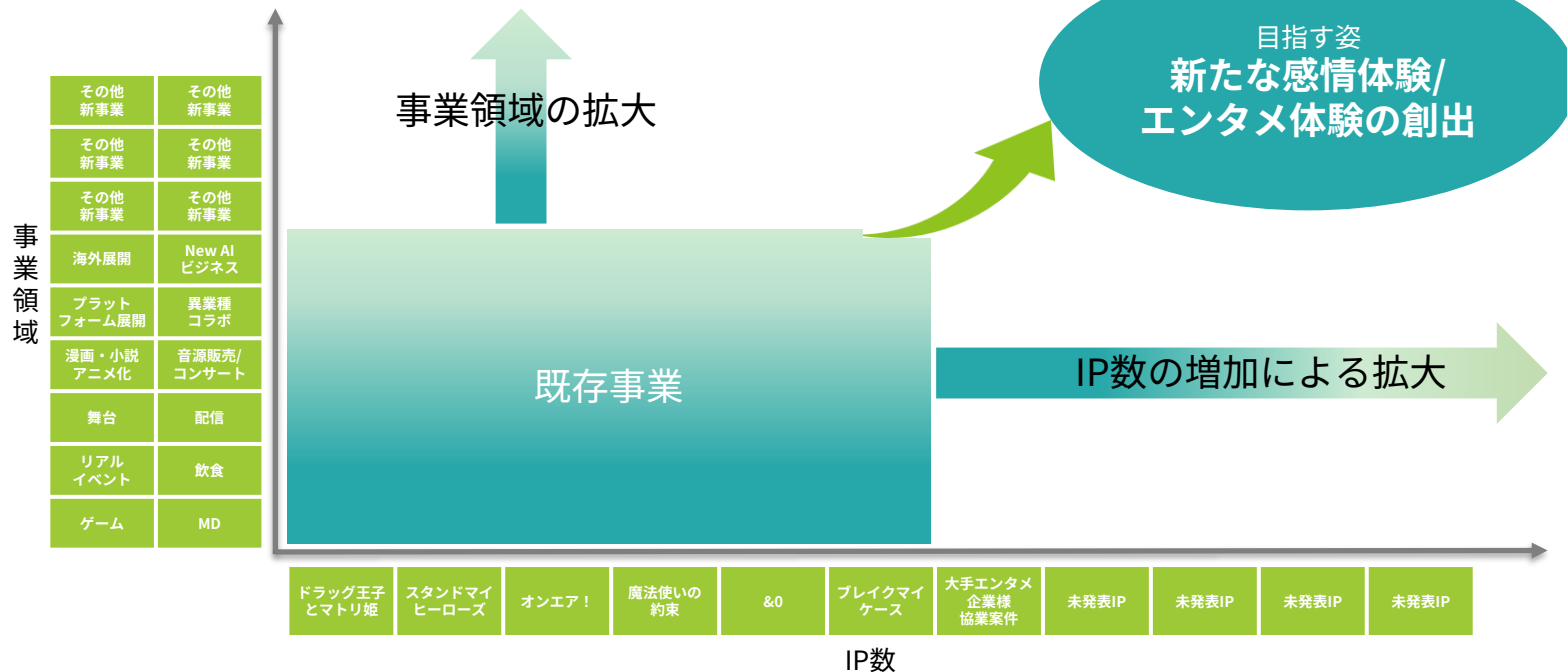 目指す姿
新たな感情体験/
エンタメ体験の創出
事業領域の拡大
事業領域
その他
新事業
その他
新事業
その他
新事業
その他
新事業
その他
新事業
その他
新事業
海外展開
New AI
ビジネス
プラット
フォーム展開
異業種
コラボ
漫画・小説
アニメ化
音源販売/
コンサート
舞台
配信
リアル
イベント
飲食
ゲーム
MD
既存事業
IP数の増加による拡大
ドラッグ王子
とマトリ姫
スタンドマイ
ヒーローズ
オンエア！
魔法使いの
約束
&0
ブレイクマイ
ケース
大手エンタメ
企業様
協業案件
未発表IP
未発表IP
未発表IP
未発表IP
IP数